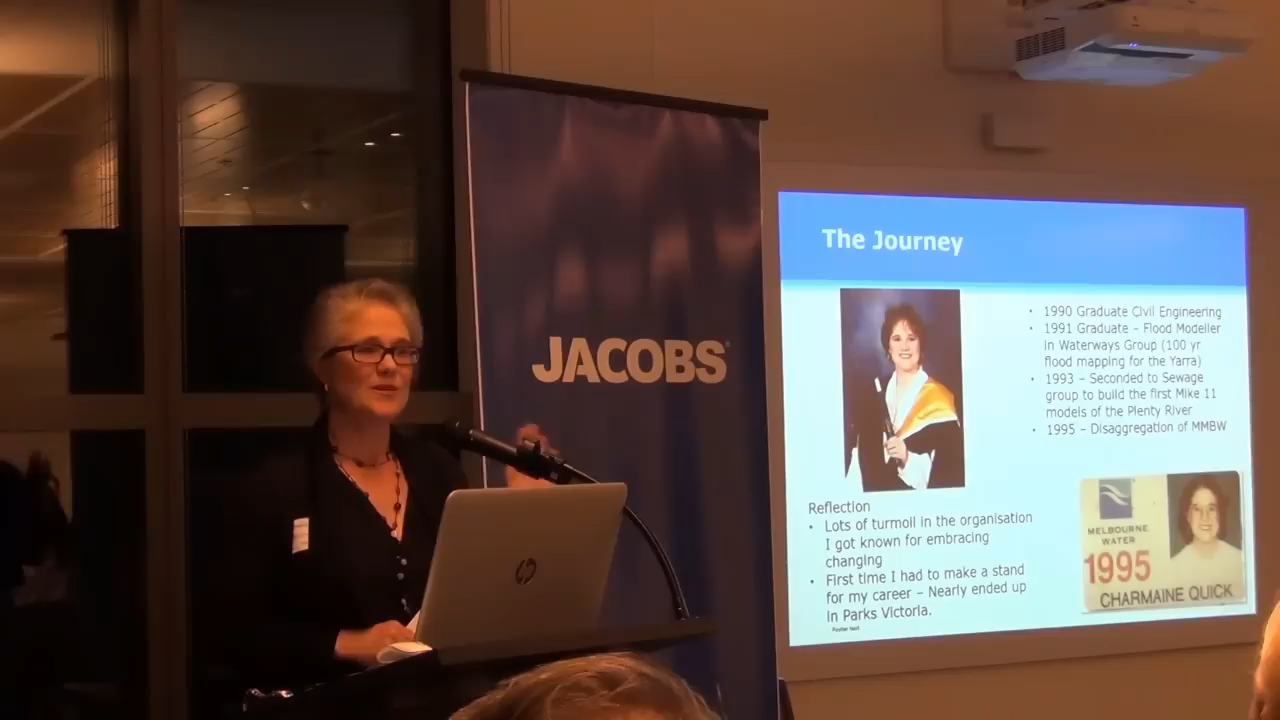 JACOBS
hp
The Journey
• 1990 Graduate Civil Engineering
• 1991 Graduate – Flood Modeller
in Waterways Group (100 yr
flood mapping for the Yarra)
• 1993 – Seconded to Sewage
group to build the first Mike 11
models of the Plenty River
• 1995 – Disaggregation of MMBW
Reflection
• Lots of turmoil in the organisation
I got known for embracing
changing
• First time I had to make a stand
for my career – Nearly ended up
in Parks Victoria.
MELBOURNE
WATER
1995
CHARMAINE QUICK